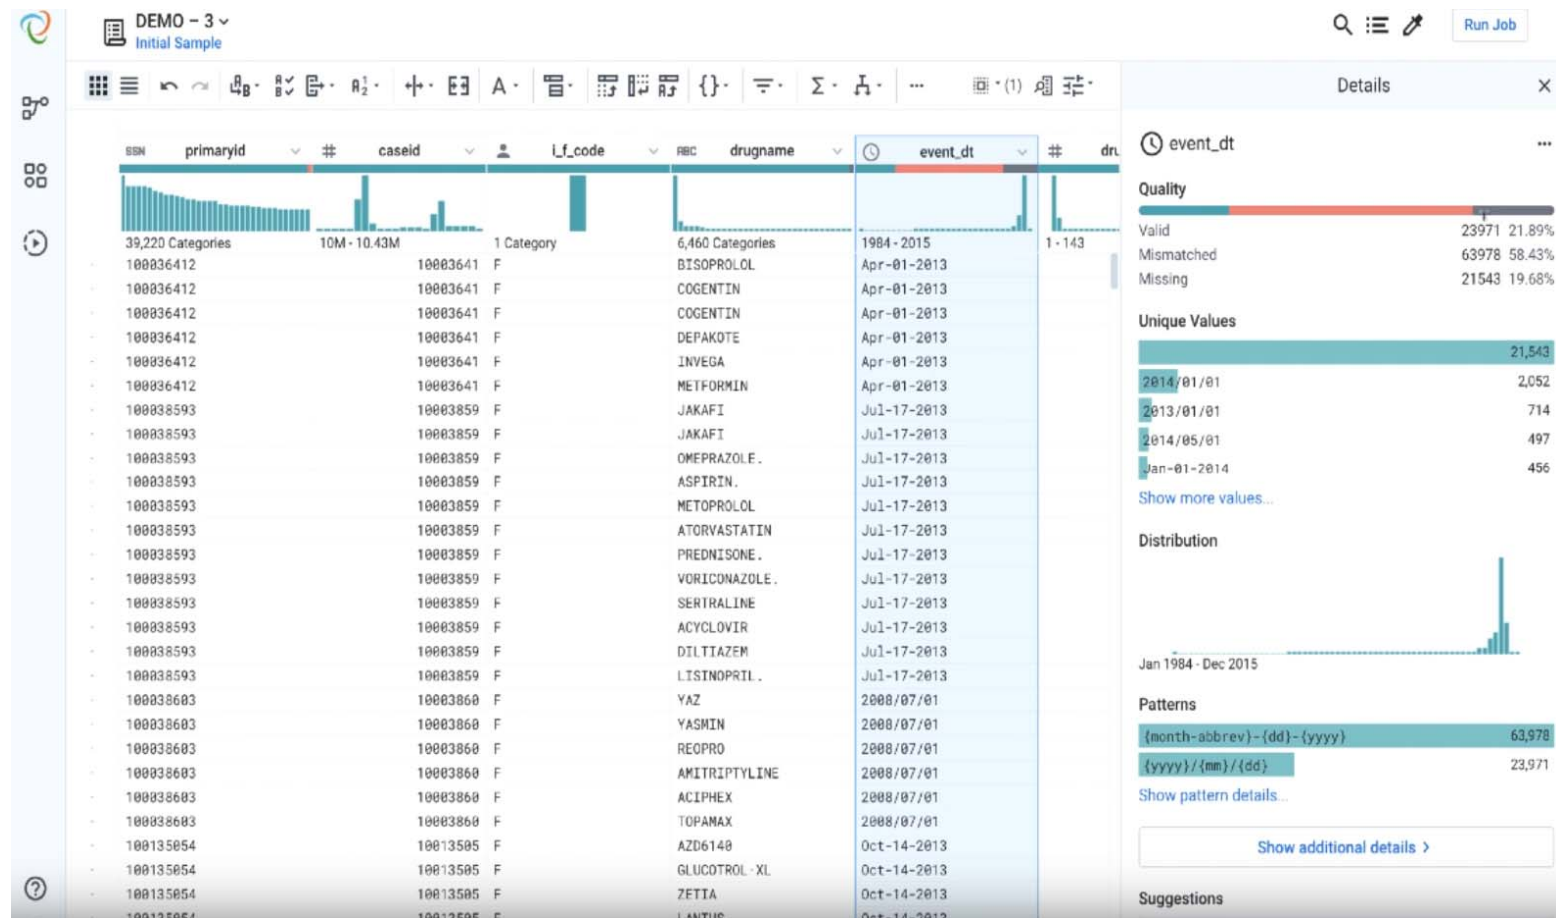 DEMO – 3
Initial Sample
Run Job
(1)
Details
SSN primaryid # caseid i_f_code ABC drugname event_dt # dru
39,220 Categories 10M - 10.43M 1 Category 6,460 Categories 1984 - 2015 1 - 143
100036412 10003641 F BISOPROLOL Apr-01-2013
100036412 10003641 F COGENTIN Apr-01-2013
100036412 10003641 F COGENTIN Apr-01-2013
100036412 10003641 F DEPAKOTE Apr-01-2013
100036412 10003641 F INVEGA Apr-01-2013
100036412 10003641 F METFORMIN Apr-01-2013
100038593 10003859 F JAKAFI Jul-17-2013
100038593 10003859 F JAKAFI Jul-17-2013
100038593 10003859 F OMEPRAZOLE. Jul-17-2013
100038593 10003859 F ASPIRIN. Jul-17-2013
100038593 10003859 F METOPROLOL Jul-17-2013
100038593 10003859 F ATORVASTATIN Jul-17-2013
100038593 10003859 F PREDNISONE. Jul-17-2013
100038593 10003859 F VORICONAZOLE. Jul-17-2013
100038593 10003859 F SERTRALINE Jul-17-2013
100038593 10003859 F ACYCLOVIR Jul-17-2013
100038593 10003859 F DILTIAZEM Jul-17-2013
100038593 10003859 F LISINOPRIL. Jul-17-2013
100038603 10003860 F YAZ 2008/07/01
100038603 10003860 F YASMIN 2008/07/01
100038603 10003860 F REOPRO 2008/07/01
100038603 10003860 F AMITRIPTYLINE 2008/07/01
100038603 10003860 F ACIPHEX 2008/07/01
100038603 10003860 F TOPAMAX 2008/07/01
100135054 10013505 F AZD6140 Oct-14-2013
100135054 10013505 F GLUCOTROL·XL Oct-14-2013
100135054 10013505 F ZETIA Oct-14-2013
100135054 10013505 F LANTUS Oct-14-2013
event_dt
Quality
Valid 23971 21.89%
Mismatched 63978 58.43%
Missing 21543 19.68%
Unique Values
21,543
2014/01/01 2,052
2013/01/01 714
2014/05/01 497
Jan-01-2014 456
Show more values...
Distribution
Jan 1984 - Dec 2015
Patterns
{month-abbrev}-{dd}-{yyyy} 63,978
{yyyy}/{mm}/{dd} 23,971
Show pattern details...
Show additional details >
Suggestions